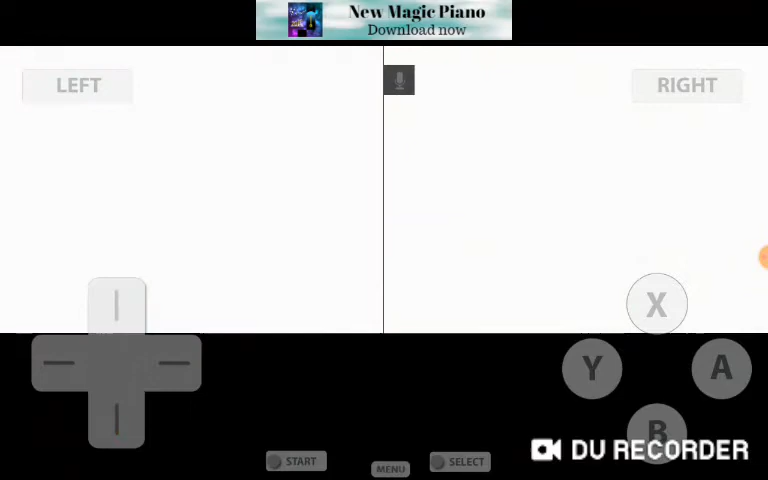 New Magic Piano
Download now
LEFT
RIGHT
X
Y
A
B
START
MENU
SELECT
DU RECORDER